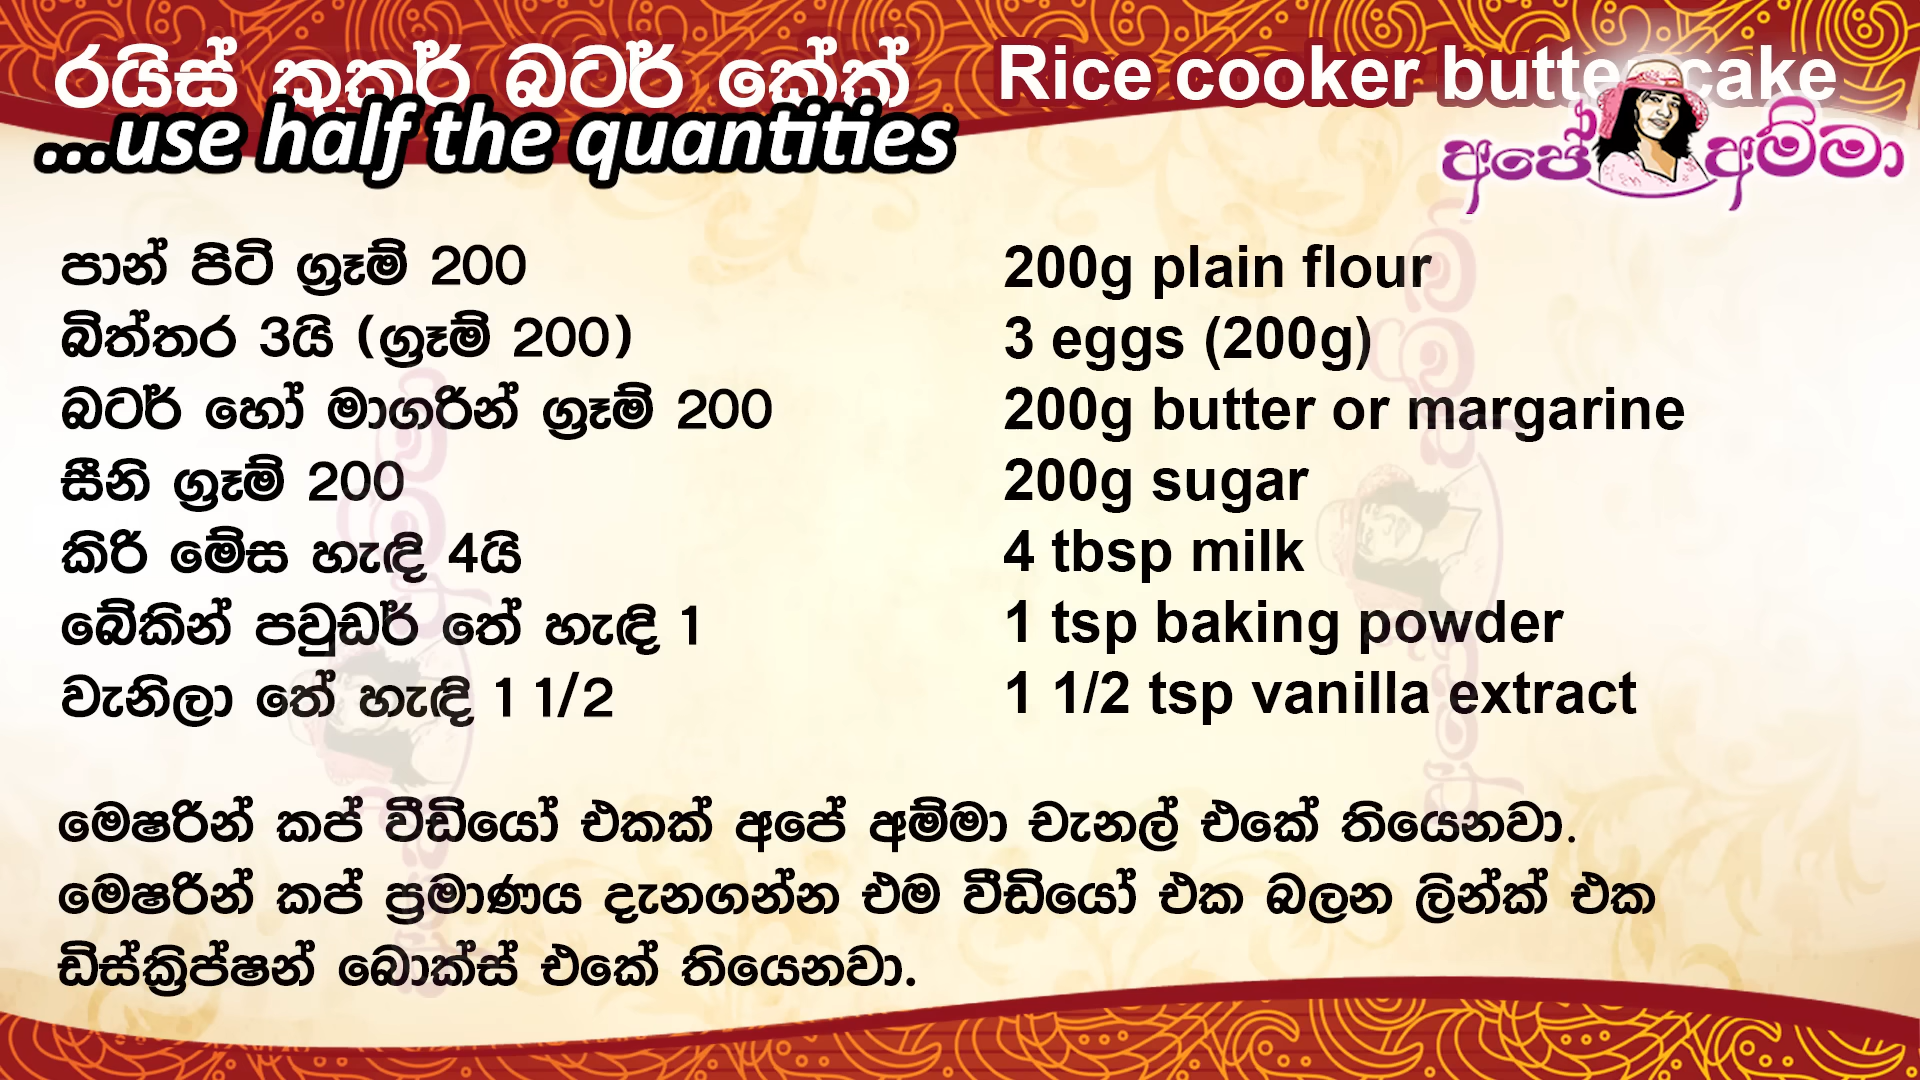 රයිස් කුකර් බටර් කේක්
Rice cooker butter cake
...use half the quantities
අපේ අම්මා
පාන් පිටි ග්‍රෑම් 200
බිත්තර 3යි (ග්‍රෑම් 200)
බටර් හෝ මාගරින් ග්‍රෑම් 200
සීනි ග්‍රෑම් 200
කිරි මේස හැඳි 4යි
බේකින් පවුඩර් තේ හැඳි 1
වැනිලා තේ හැඳි 1 1/2
200g plain flour
3 eggs (200g)
200g butter or margarine
200g sugar
4 tbsp milk
1 tsp baking powder
1 1/2 tsp vanilla extract
මෙෂරින් කප් වීඩියෝ එකක් අපේ අම්මා චැනල් එකේ තියෙනවා.
මෙෂරින් කප් ප්‍රමාණය දැනගන්න එම වීඩියෝ එක බලන ලින්ක් එක
ඩිස්ක්‍රිප්ෂන් බොක්ස් එකේ තියෙනවා.